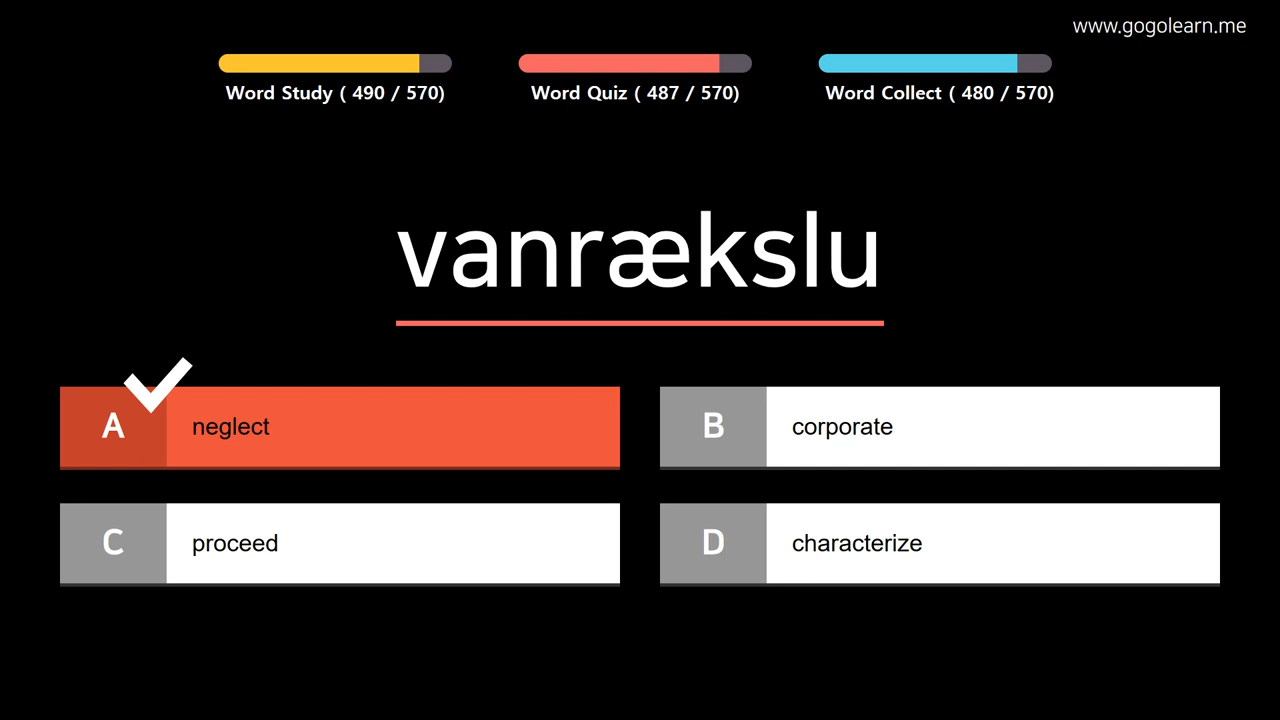 www.gogolearn.me
Word Study ( 490 / 570)
Word Quiz ( 487 / 570)
Word Collect ( 480 / 570)
vanrækslu
A neglect
B corporate
C proceed
D characterize